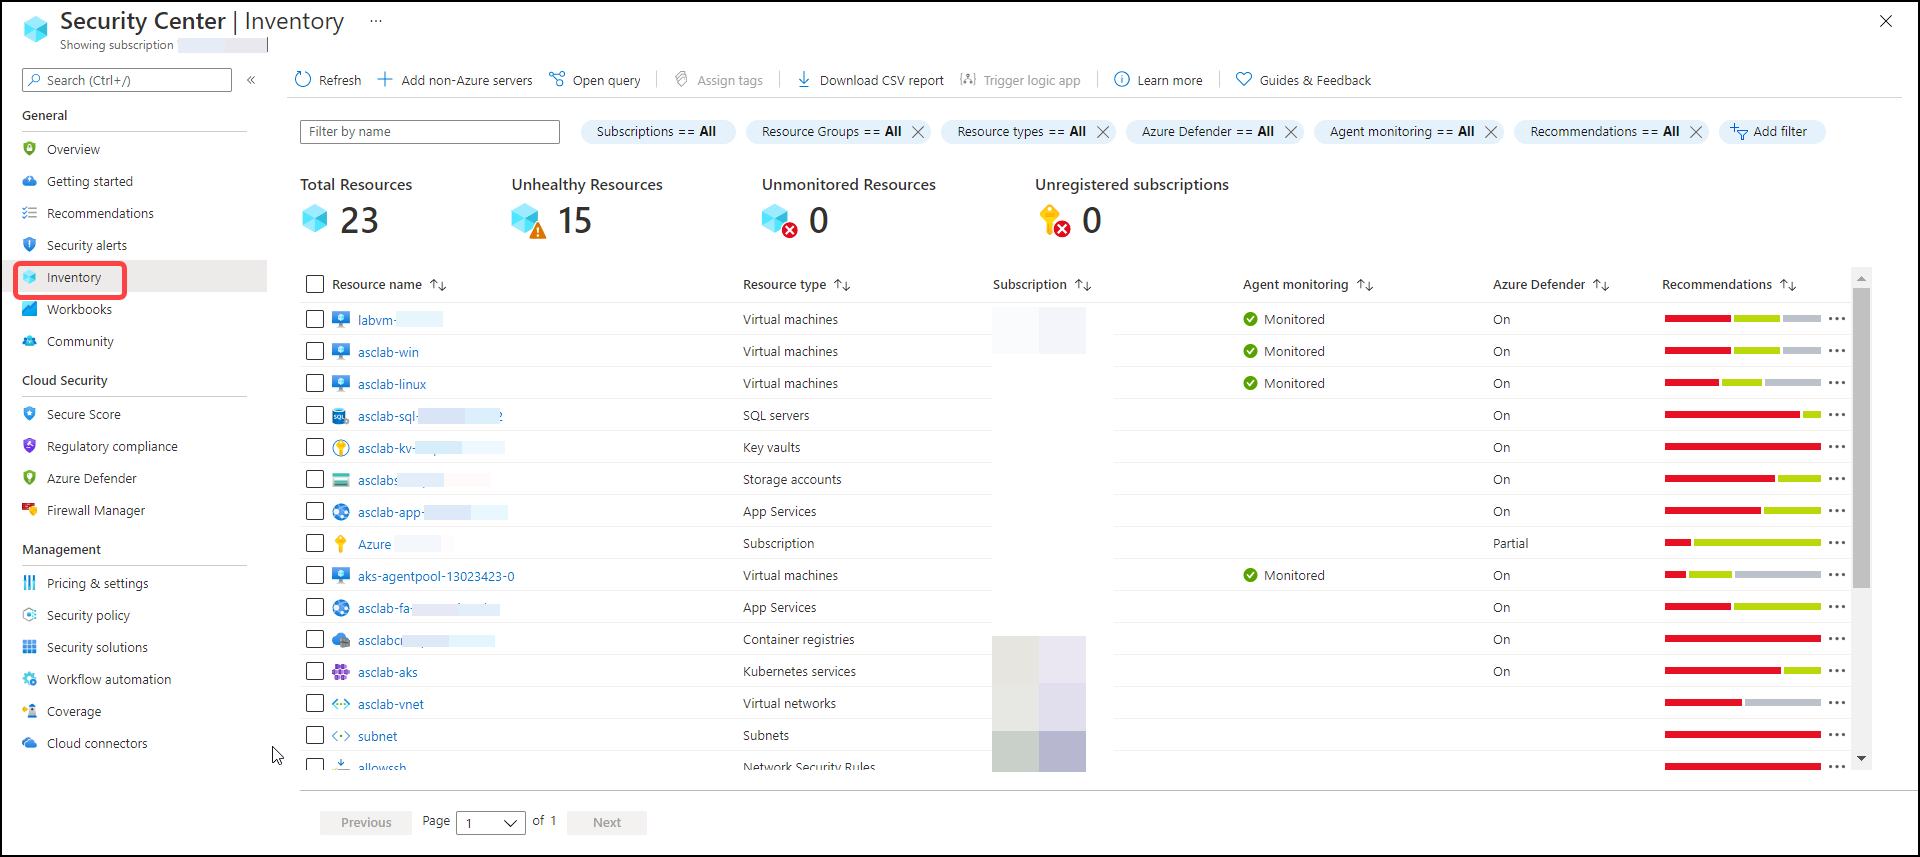 Security Center | Inventory ...
Showing subscription
Search (Ctrl+/)
«
Refresh Add non-Azure servers Open query Assign tags Download CSV report Trigger logic app Learn more Guides & Feedback
General
Overview
Getting started
Recommendations
Security alerts
Inventory
Workbooks
Community
Cloud Security
Secure Score
Regulatory compliance
Azure Defender
Firewall Manager
Management
Pricing & settings
Security policy
Security solutions
Workflow automation
Coverage
Cloud connectors
Filter by name Subscriptions == All Resource Groups == All Resource types == All Azure Defender == All Agent monitoring == All Recommendations == All Add filter
Total Resources Unhealthy Resources Unmonitored Resources Unregistered subscriptions
23 15 0 0
Resource name Resource type Subscription Agent monitoring Azure Defender Recommendations
labvm- Virtual machines Monitored On
asclab-win Virtual machines Monitored On
asclab-linux Virtual machines Monitored On
asclab-sql- SQL servers On
asclab-kv- Key vaults On
asclabs Storage accounts On
asclab-app- App Services On
Azure Subscription Partial
aks-agentpool-13023423-0 Virtual machines Monitored On
asclab-fa- App Services On
asclabcr Container registries On
asclab-aks Kubernetes services On
asclab-vnet Virtual networks
subnet Subnets
allowssh Network Security Rules
Previous Page 1 of 1 Next